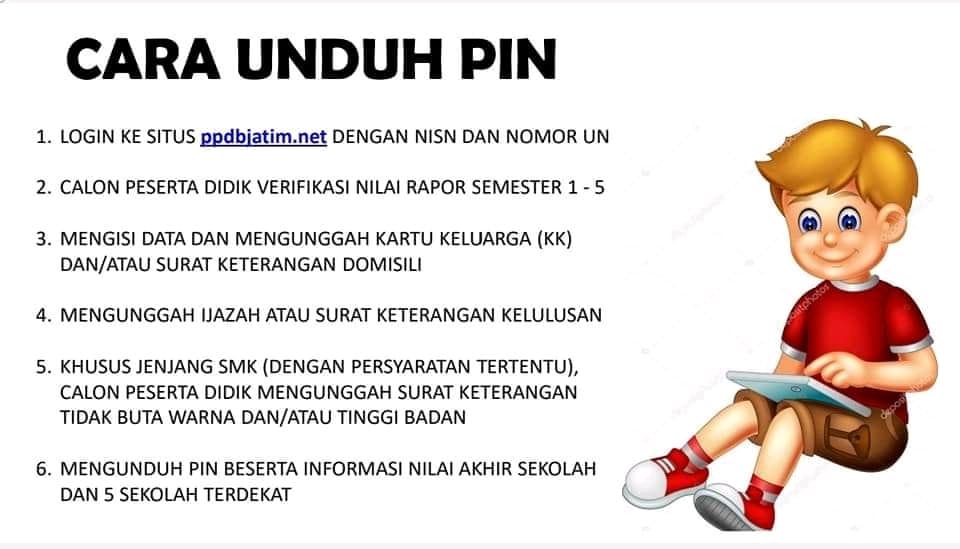 CARA UNDUH PIN
1. LOGIN KE SITUS ppdbjatim.net DENGAN NISN DAN NOMOR UN
2. CALON PESERTA DIDIK VERIFIKASI NILAI RAPOR SEMESTER 1 - 5
3. MENGISI DATA DAN MENGUNGGAH KARTU KELUARGA (KK)
DAN/ATAU SURAT KETERANGAN DOMISILI
4. MENGUNGGAH IJAZAH ATAU SURAT KETERANGAN KELULUSAN
5. KHUSUS JENJANG SMK (DENGAN PERSYARATAN TERTENTU),
CALON PESERTA DIDIK MENGUNGGAH SURAT KETERANGAN
TIDAK BUTA WARNA DAN/ATAU TINGGI BADAN
6. MENGUNDUH PIN BESERTA INFORMASI NILAI AKHIR SEKOLAH
DAN 5 SEKOLAH TERDEKAT
depositphotos